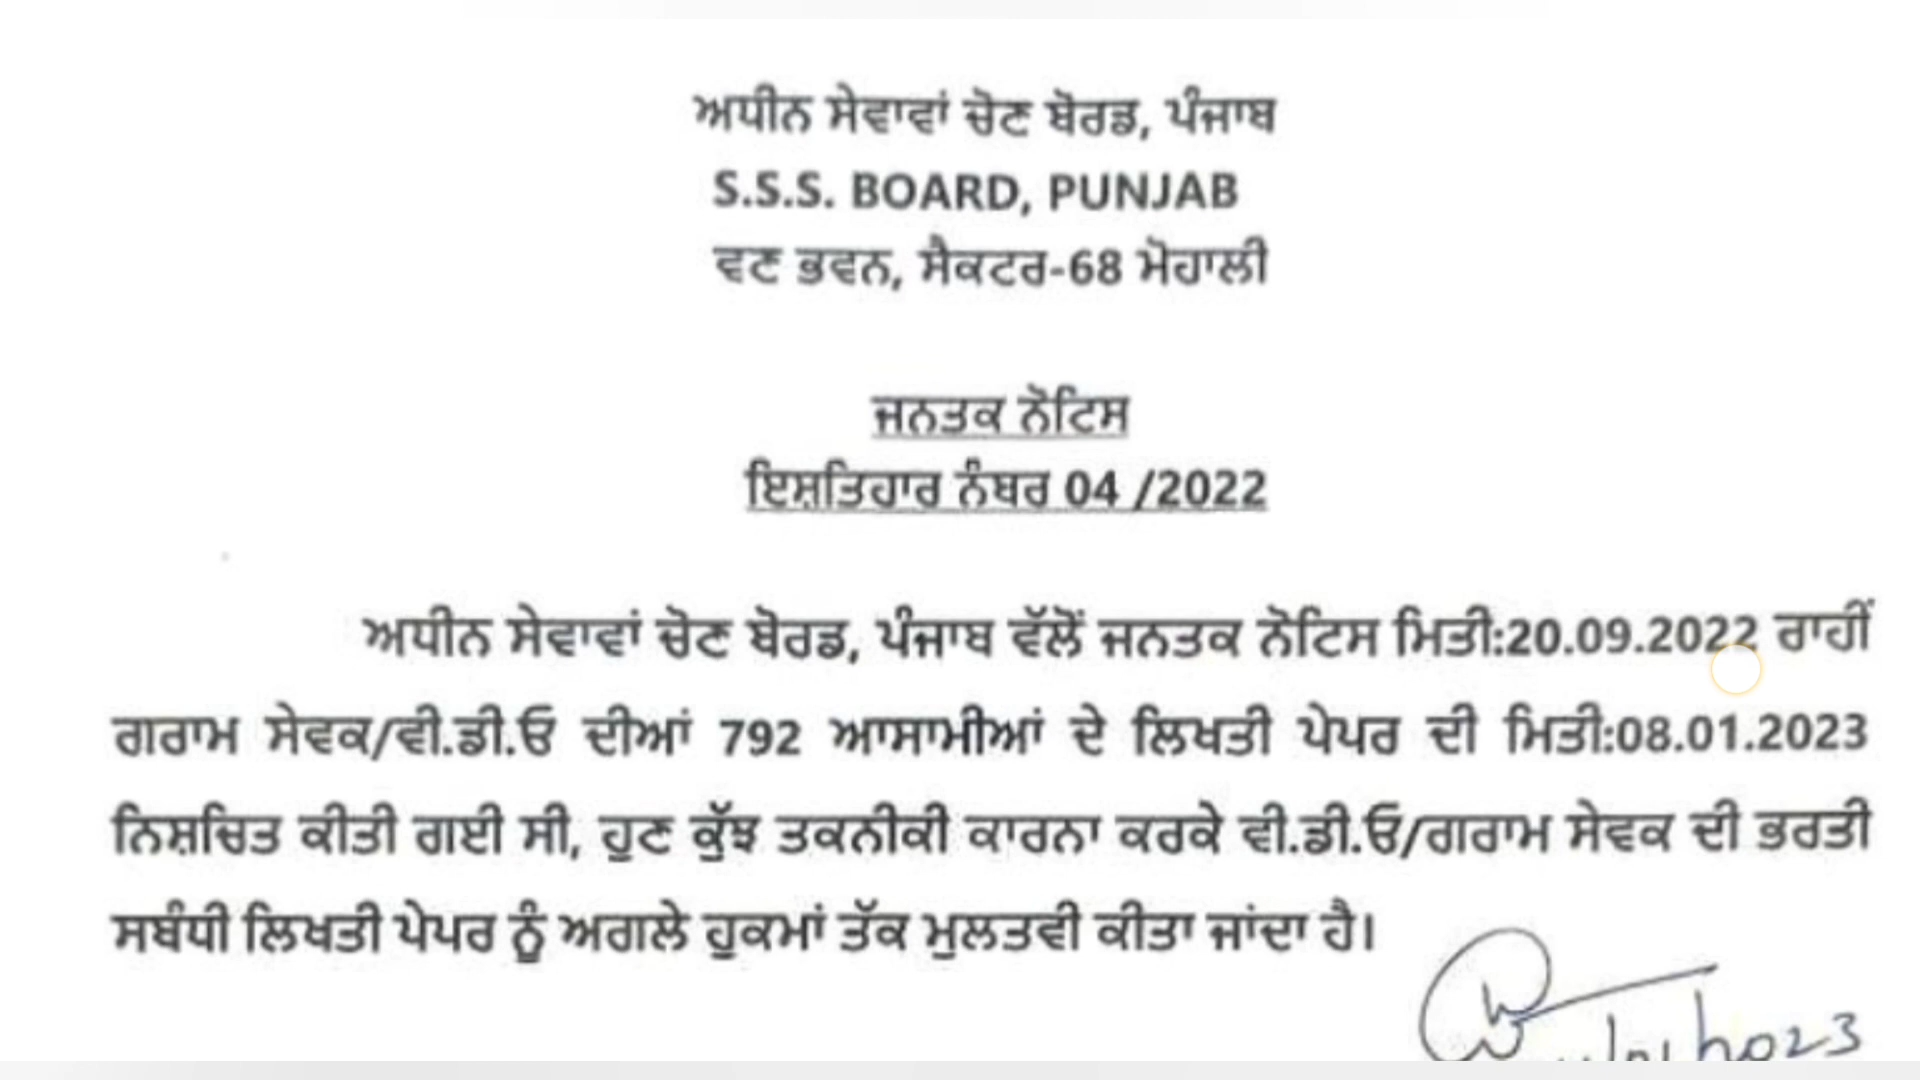 ਅਧੀਨ ਸੇਵਾਵਾਂ ਚੋਣ ਬੋਰਡ, ਪੰਜਾਬ
S.S.S. BOARD, PUNJAB
ਵਣ ਭਵਨ, ਸੈਕਟਰ-68 ਮੋਹਾਲੀ
ਜਨਤਕ ਨੋਟਿਸ
ਇਸ਼ਤਿਹਾਰ ਨੰਬਰ 04 /2022
ਅਧੀਨ ਸੇਵਾਵਾਂ ਚੋਣ ਬੋਰਡ, ਪੰਜਾਬ ਵੱਲੋਂ ਜਨਤਕ ਨੋਟਿਸ ਮਿਤੀ:20.09.2022 ਰਾਹੀਂ
ਗਰਾਮ ਸੇਵਕ/ਵੀ.ਡੀ.ਓ ਦੀਆਂ 792 ਆਸਾਮੀਆਂ ਦੇ ਲਿਖਤੀ ਪੇਪਰ ਦੀ ਮਿਤੀ:08.01.2023
ਨਿਸ਼ਚਿਤ ਕੀਤੀ ਗਈ ਸੀ, ਹੁਣ ਕੁੱਝ ਤਕਨੀਕੀ ਕਾਰਨਾ ਕਰਕੇ ਵੀ.ਡੀ.ਓ/ਗਰਾਮ ਸੇਵਕ ਦੀ ਭਰਤੀ
ਸਬੰਧੀ ਲਿਖਤੀ ਪੇਪਰ ਨੂੰ ਅਗਲੇ ਹੁਕਮਾਂ ਤੱਕ ਮੁਲਤਵੀ ਕੀਤਾ ਜਾਂਦਾ ਹੈ।